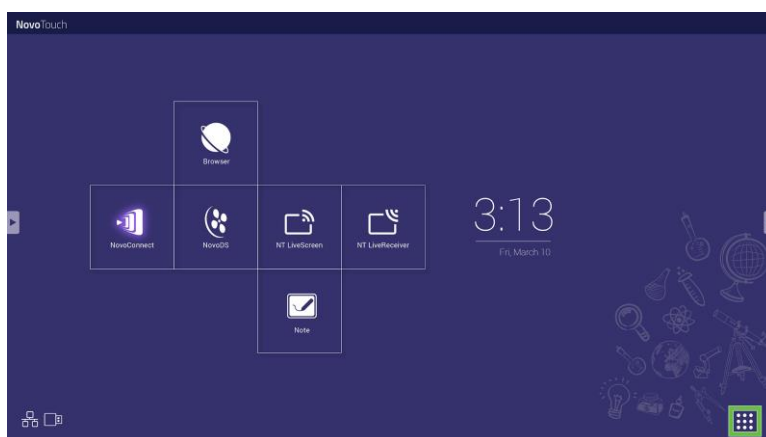 NovoTouch
Browser
NovoConnect
NovoDS
NT LiveScreen
NT LiveReceiver
3:13
Fri, March 10
Note